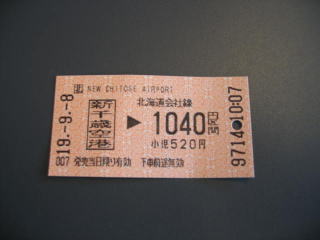 北 NEW CHITOSE AIRPORT
新千歳空港
北海道会社線
▶ 1040円区間
小児520円
007 発売当日限り有効 下車前途無効
19.-9.-8
9714●10:07